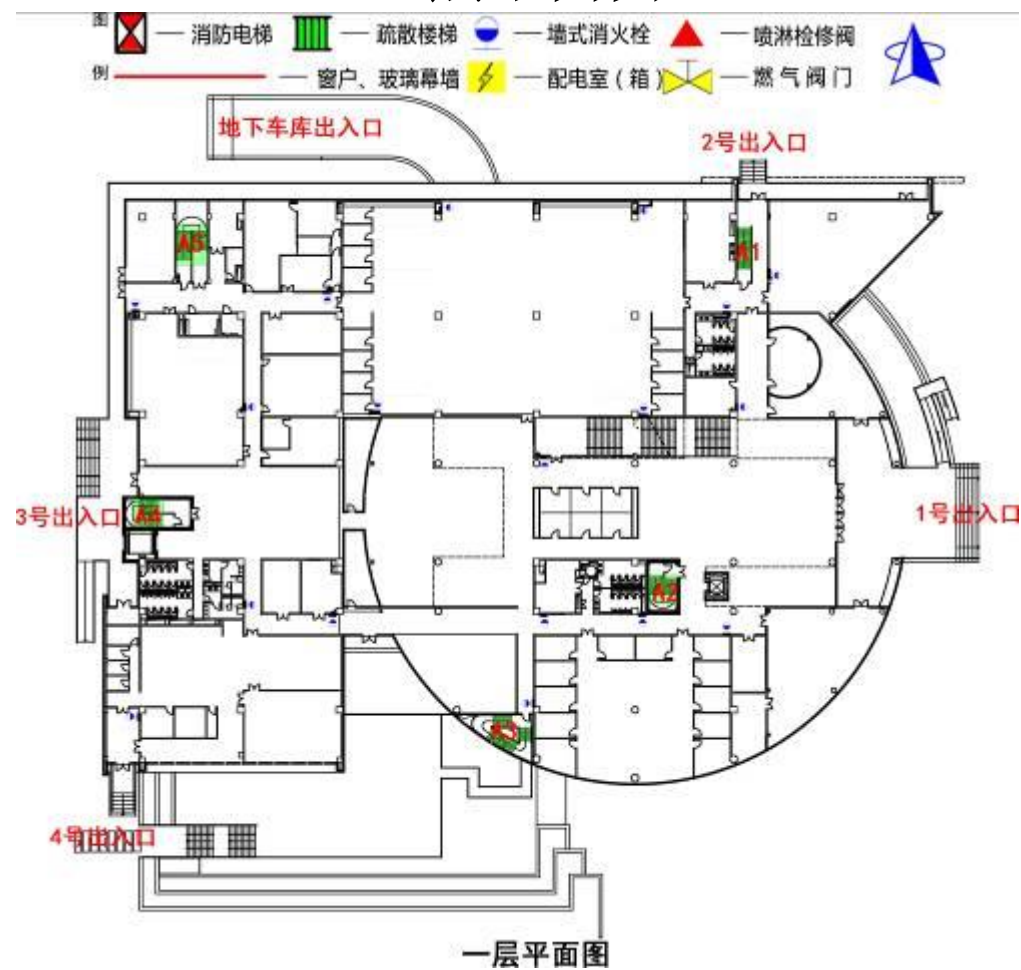 图 消防电梯 疏散楼梯 墙式消火栓 喷淋检修阀
例 窗户、玻璃幕墙 配电室（箱） 燃气阀门
地下车库出入口
2号出入口
A5
A1
3号出入口
A4
1号出入口
A2
A3
4号出入口
一层平面图